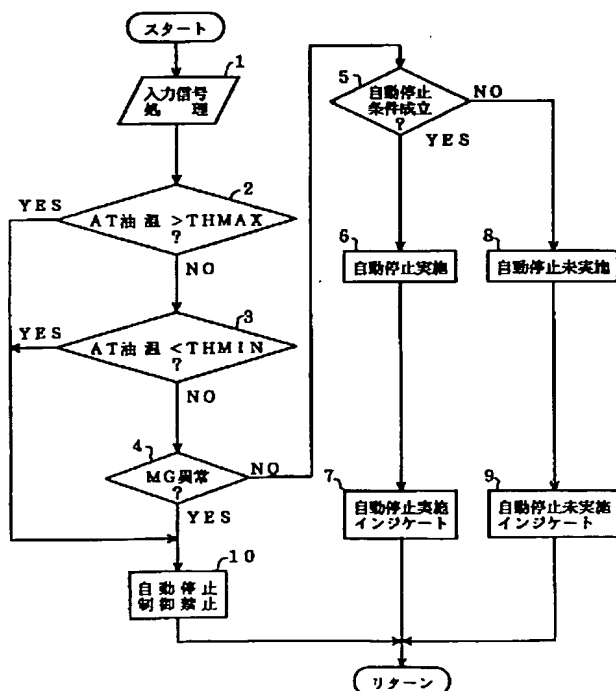 スタート
1
入力信号
処 理
2
YES
AT油温>THMAX
?
NO
3
YES
AT油温<THMIN
?
NO
4
MG異常
?
NO
YES
10
自動停止
制御禁止
5
自動停止
条件成立
?
NO
YES
6
自動停止実施
7
自動停止実施
インジケート
8
自動停止未実施
9
自動停止未実施
インジケート
リターン